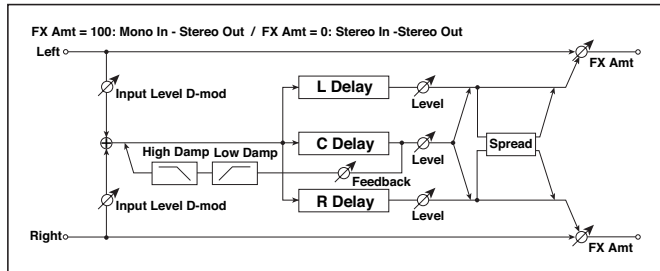 FX Amt = 100: Mono In - Stereo Out / FX Amt = 0: Stereo In -Stereo Out
Left
FX Amt
Input Level D-mod
L Delay
Level
High Damp
Low Damp
C Delay
Level
Spread
Feedback
Input Level D-mod
R Delay
Level
Right
FX Amt